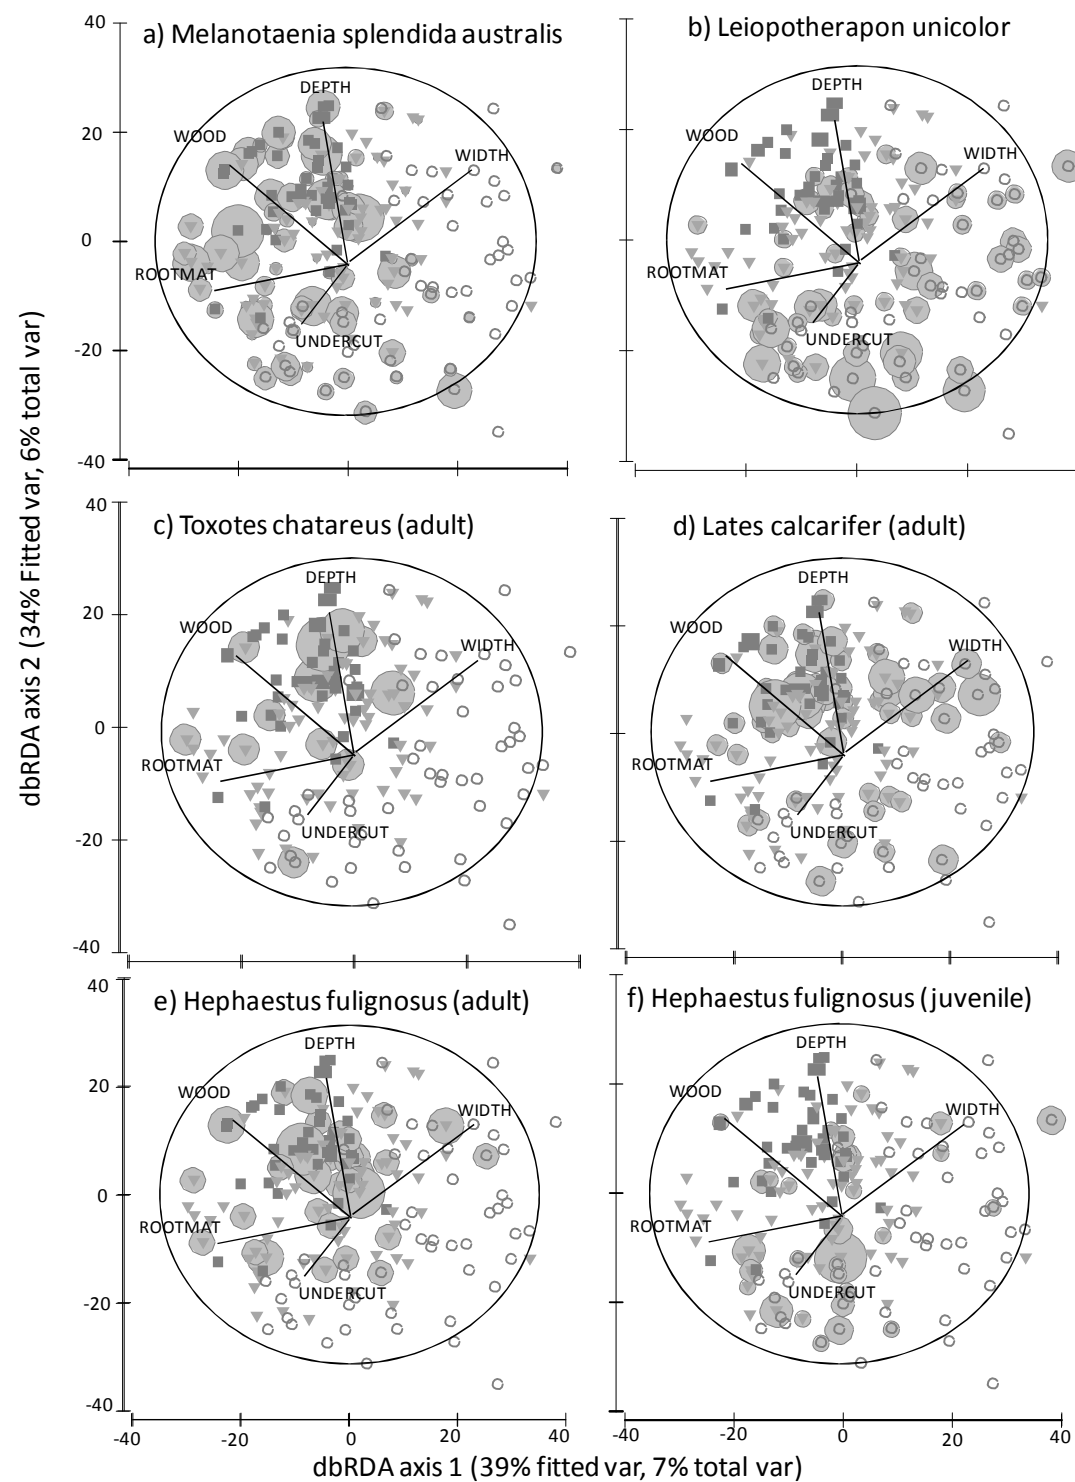 a) Melanotaenia splendida australis
b) Leiopotherapon unicolor
40
20
0
-20
-40
DEPTH
WOOD
WIDTH
ROOTMAT
UNDERCUT
DEPTH
WOOD
WIDTH
ROOTMAT
UNDERCUT
dbRDA axis 2 (34% Fitted var, 6% total var)
c) Toxotes chatareus (adult)
d) Lates calcarifer (adult)
40
20
0
-20
-40
DEPTH
WOOD
WIDTH
ROOTMAT
UNDERCUT
DEPTH
WOOD
WIDTH
ROOTMAT
UNDERCUT
e) Hephaestus fulignosus (adult)
f) Hephaestus fulignosus (juvenile)
40
20
0
-20
-40
DEPTH
WOOD
WIDTH
ROOTMAT
UNDERCUT
DEPTH
WOOD
WIDTH
ROOTMAT
UNDERCUT
-40 -20 0 20 40
-40 -20 0 20 40
dbRDA axis 1 (39% fitted var, 7% total var)